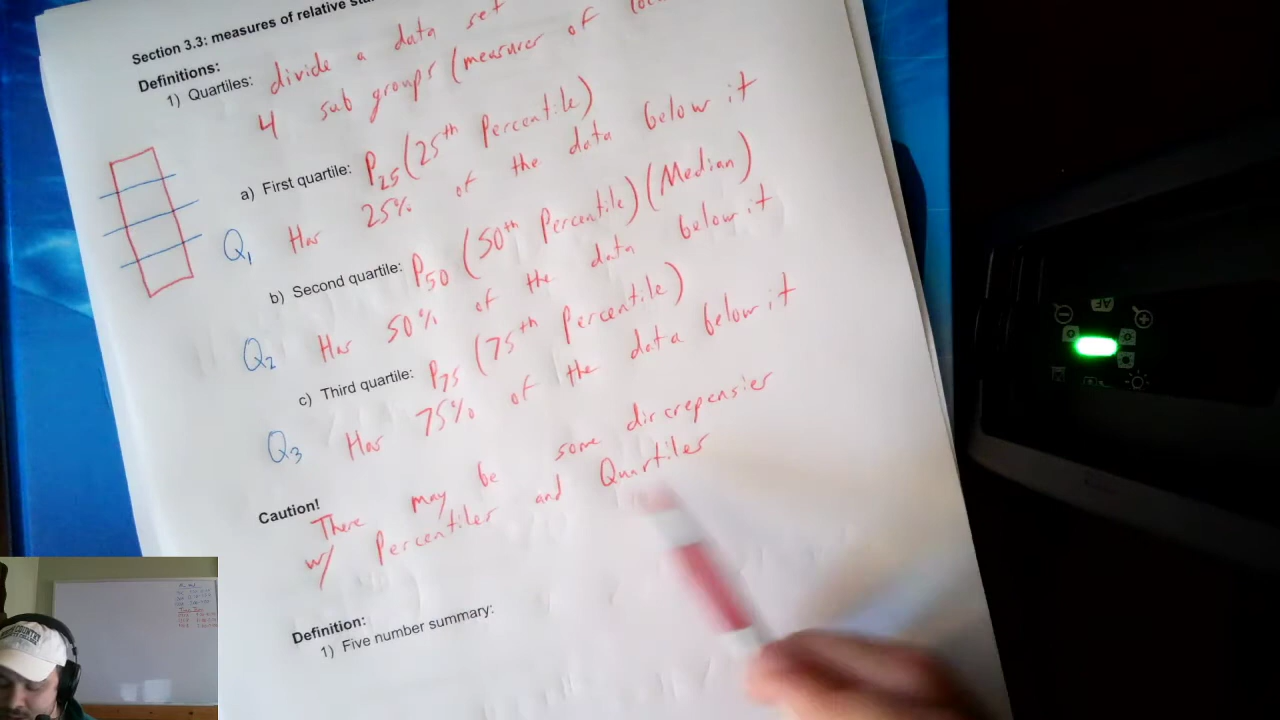 Section 3.3: measures of relative
Definitions:
1) Quartiles: divide a data set
4 sub groups (measures of
a) First quartile: P25 (25th Percentile)
Q1 Has 25% of the data below it
b) Second quartile: P50 (50th Percentile) (Median)
Q2 Has 50% of the data below it
c) Third quartile: P75 (75th Percentile)
Q3 Has 75% of the data below it
Caution! There may be some discrepensies
w/ Percentiles and Quartiles
Definition:
1) Five number summary:
AF